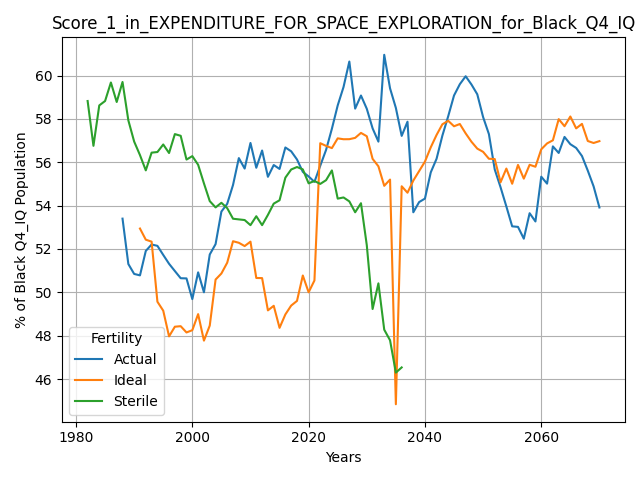 Score_1_in_EXPENDITURE_FOR_SPACE_EXPLORATION_for_Black_Q4_IQ
% of Black Q4_IQ Population
60
58
56
54
52
50
48
46
Fertility
Actual
Ideal
Sterile
1980 2000 2020 2040 2060
Years